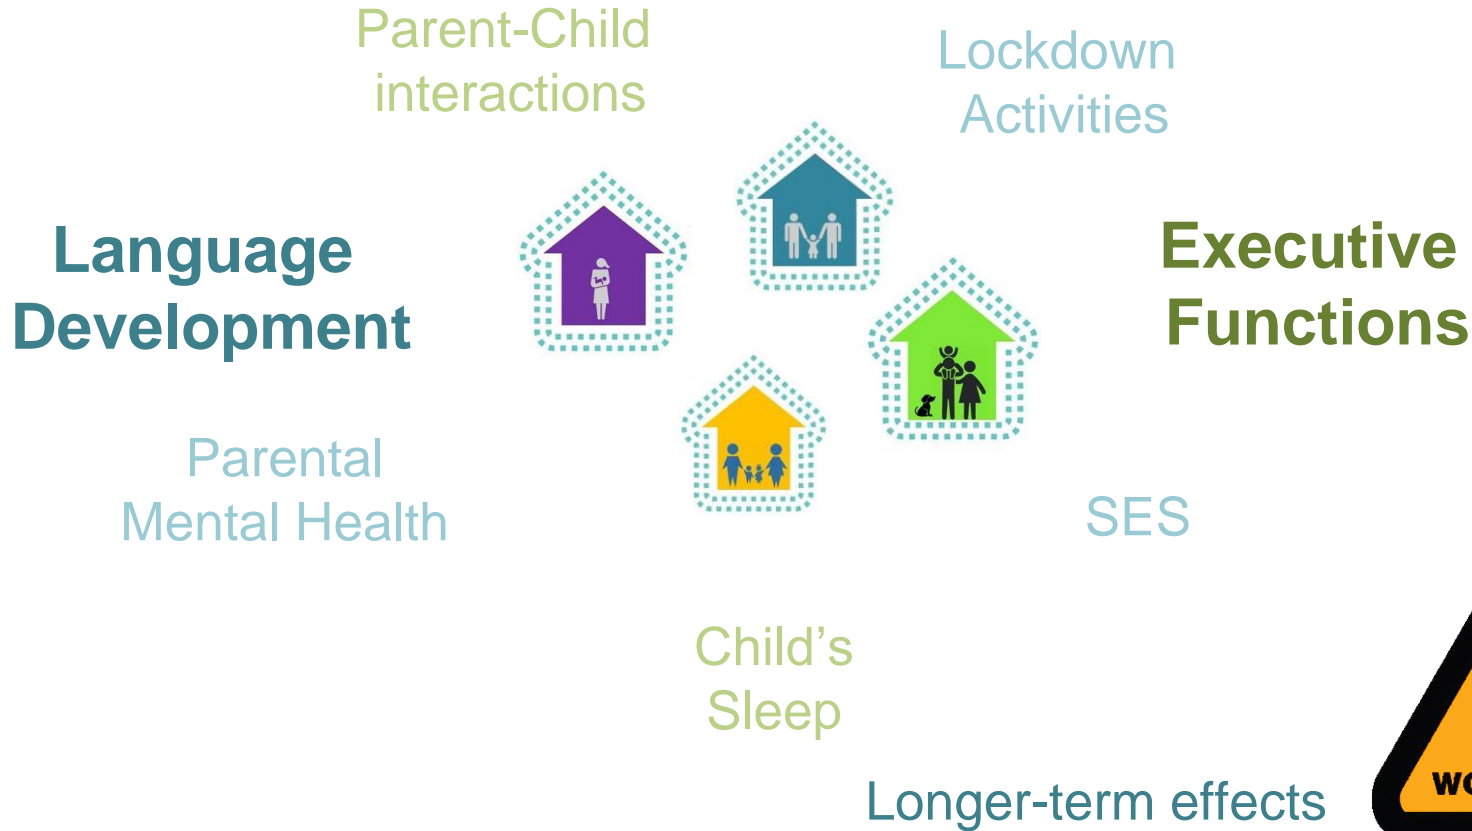 Parent-Child
interactions
Lockdown
Activities
Language
Development
Executive
Functions
Parental
Mental Health
SES
Child’s
Sleep
Longer-term effects